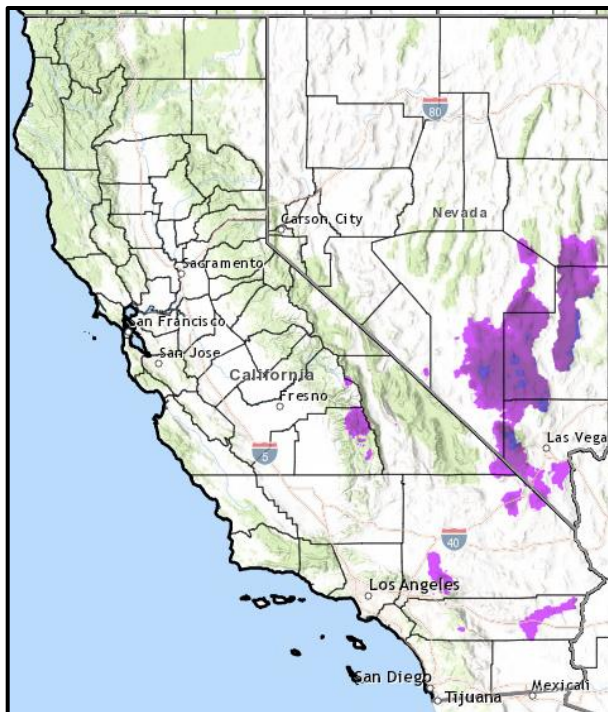 80
Carson City
Nevada
Sacramento
San Francisco
San Jose
California
Fresno
Las Vega
5
40
Los Angeles
San Diego
Mexicali
Tijuana